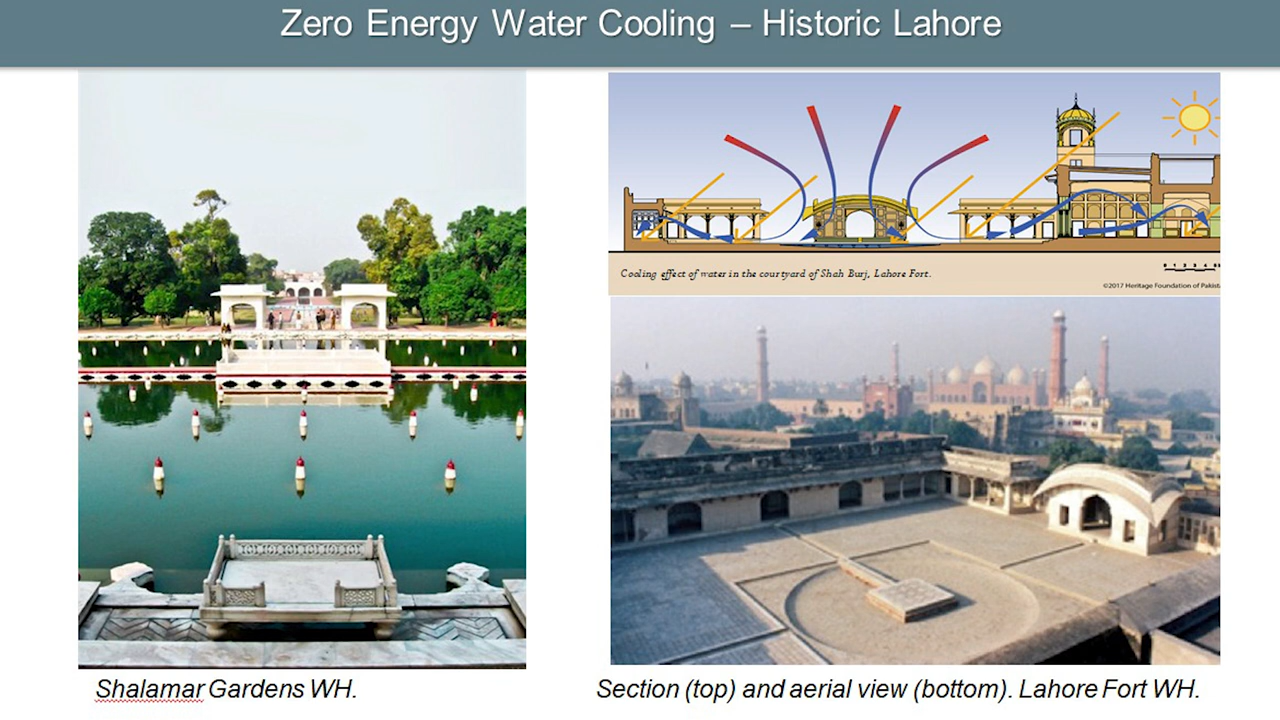 Zero Energy Water Cooling – Historic Lahore
Cooling effect of water in the courtyard of Shah Burj, Lahore Fort.
©2017 Heritage Foundation of Pakist
Shalamar Gardens WH.
Section (top) and aerial view (bottom). Lahore Fort WH.